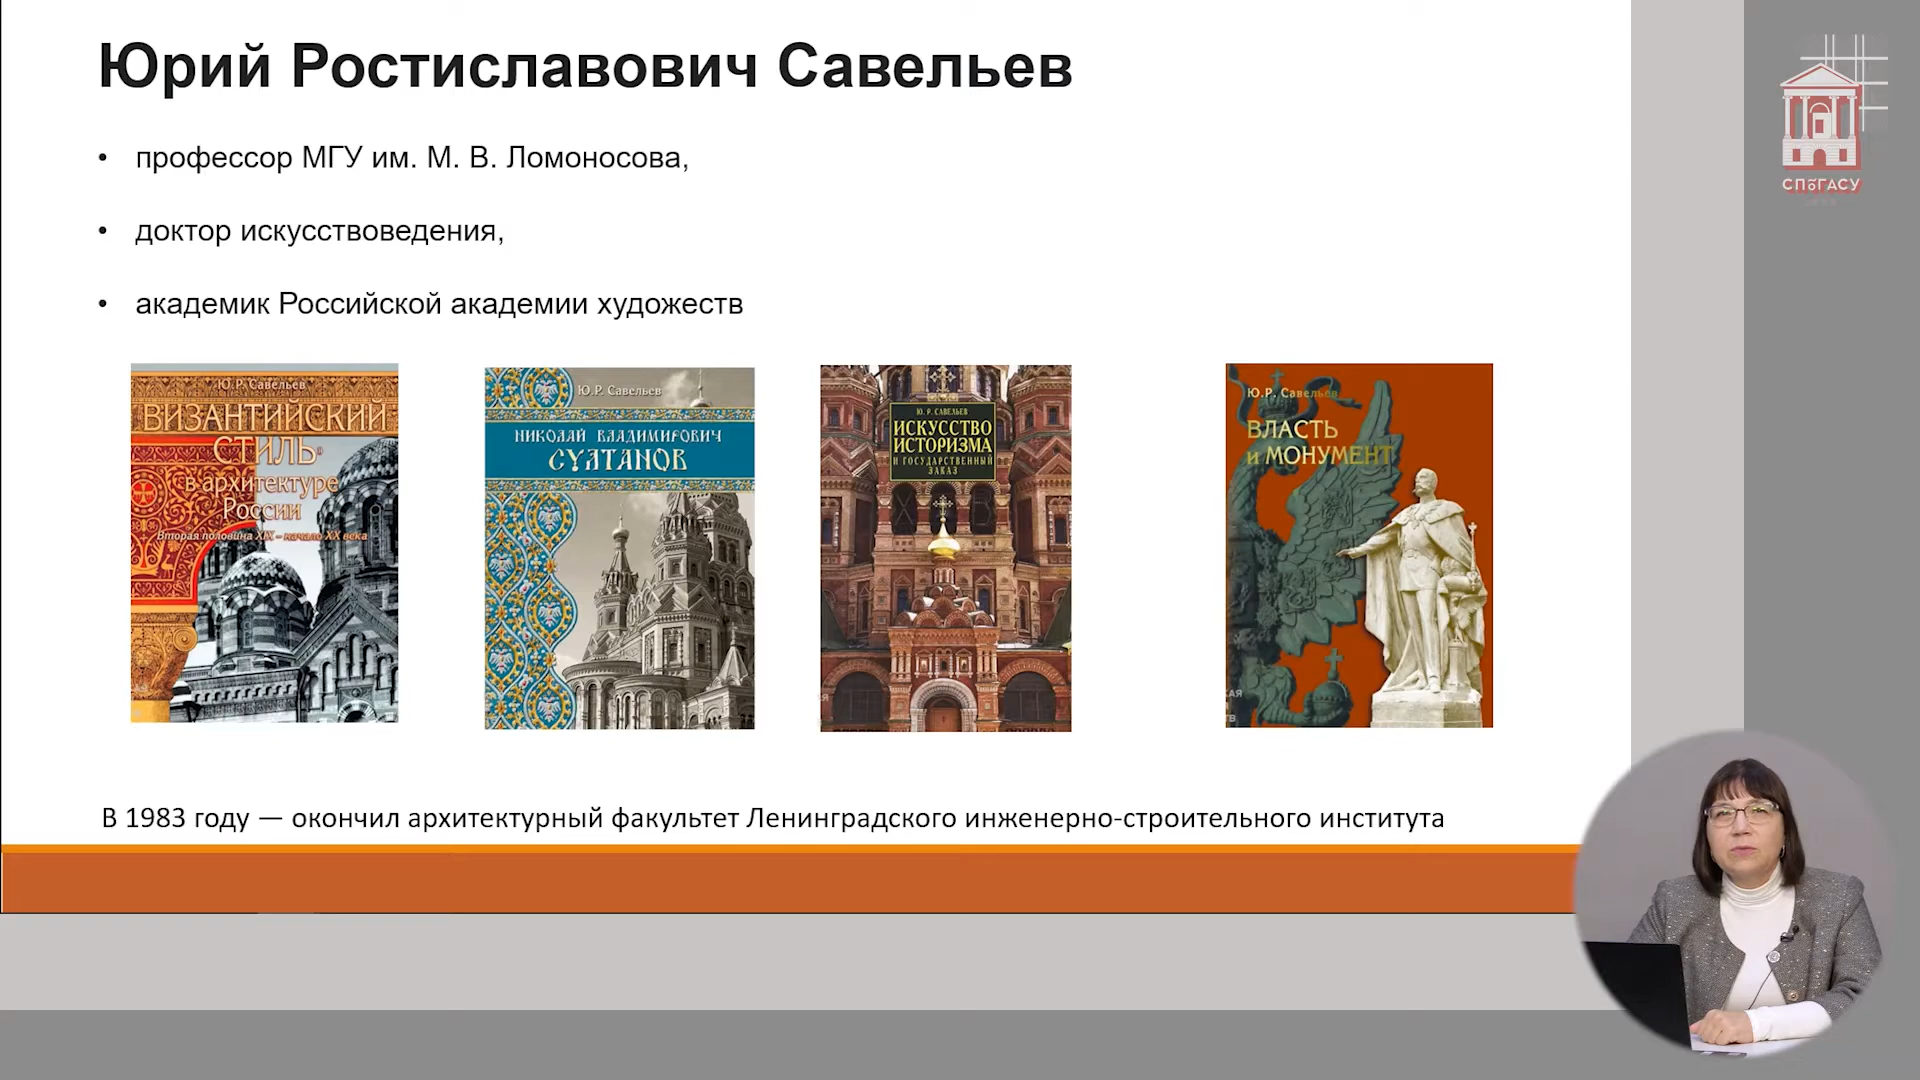 Юрий Ростиславович Савельев
• профессор МГУ им. М. В. Ломоносова,
• доктор искусствоведения,
• академик Российской академии художеств
СПбГАСУ
Ю.Р. Савельев
ВИЗАНТИЙСКИЙ
СТИЛЬ
в архитектуре
России
Вторая половина XIX – начало XX века
Ю.Р. Савельев
НИКОЛАЙ ВЛАДИМИРОВИЧ
СУЛТАНОВ
Ю. Р. САВЕЛЬЕВ
ИСКУССТВО
ИСТОРИЗМА
И ГОСУДАРСТВЕННЫЙ
ЗАКАЗ
Х В
Ю.Р. Савельев
ВЛАСТЬ
и МОНУМЕНТ
В 1983 году — окончил архитектурный факультет Ленинградского инженерно-строительного института